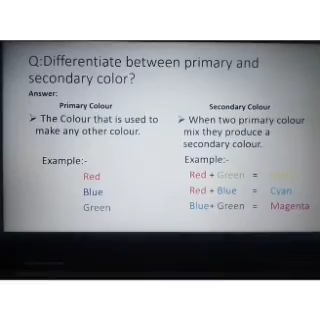 Q:Differentiate between primary and
secondary color?
Answer:
Primary Colour
➢ The Colour that is used to
make any other colour.
Example:-
Red
Blue
Green
Secondary Colour
➢ When two primary colour
mix they produce a
secondary colour.
Example:-
Red + Green =
Red + Blue = Cyan
Blue+ Green = Magenta